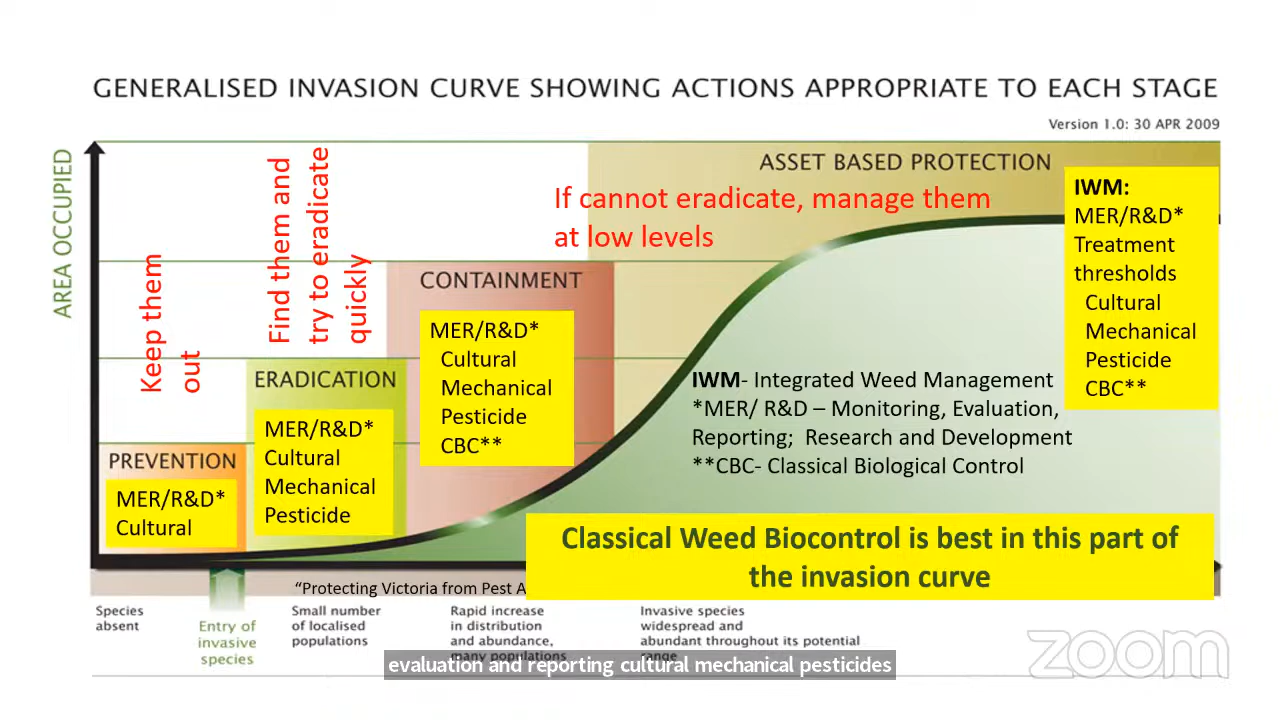 GENERALISED INVASION CURVE SHOWING ACTIONS APPROPRIATE TO EACH STAGE
Version 1.0: 30 APR 2009
AREA OCCUPIED
Keep them
out
Find them and
try to eradicate
quickly
If cannot eradicate, manage them
at low levels
ASSET BASED PROTECTION
IWM:
MER/R&D*
Treatment
thresholds
Cultural
Mechanical
Pesticide
CBC**
CONTAINMENT
MER/R&D*
Cultural
Mechanical
Pesticide
CBC**
ERADICATION
MER/R&D*
Cultural
Mechanical
Pesticide
PREVENTION
MER/R&D*
Cultural
IWM- Integrated Weed Management
*MER/ R&D – Monitoring, Evaluation,
Reporting; Research and Development
**CBC- Classical Biological Control
Classical Weed Biocontrol is best in this part of
the invasion curve
“Protecting Victoria from Pest A
Species
absent
Entry of
invasive
species
Small number
of localised
populations
Rapid increase
in distribution
and abundance,
many populations
Invasive species
widespread and
abundant throughout its potential
range
evaluation and reporting cultural mechanical pesticides
zoom